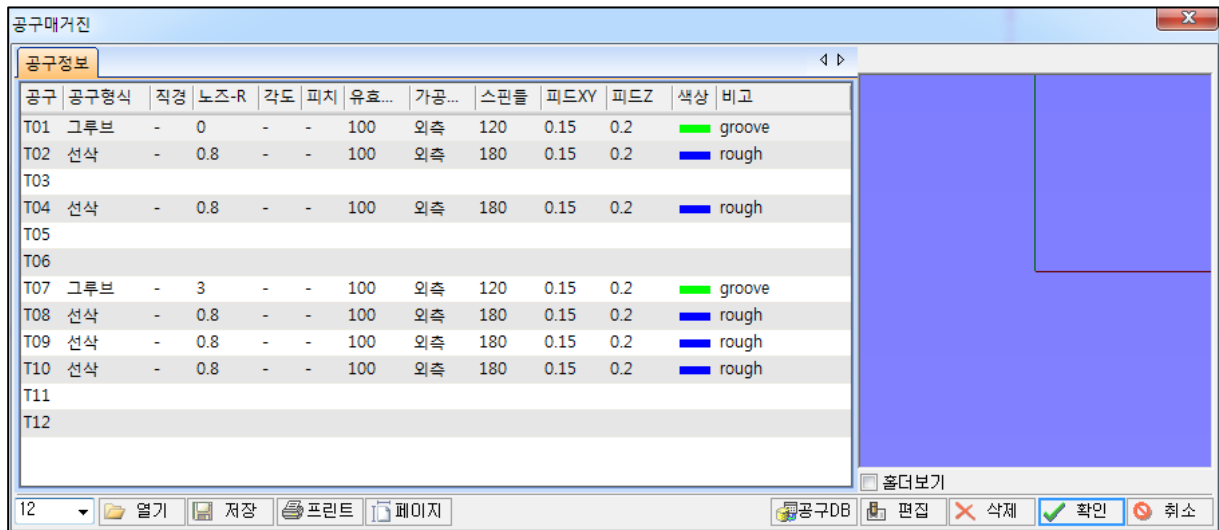 공구매거진
공구정보
공구 공구형식 직경 노즈-R 각도 피치 유효... 가공... 스핀들 피드XY 피드Z 색상 비고
T01 그루브 - 0 - - 100 외측 120 0.15 0.2 groove
T02 선삭 - 0.8 - - 100 외측 180 0.15 0.2 rough
T03
T04 선삭 - 0.8 - - 100 외측 180 0.15 0.2 rough
T05
T06
T07 그루브 - 3 - - 100 외측 120 0.15 0.2 groove
T08 선삭 - 0.8 - - 100 외측 180 0.15 0.2 rough
T09 선삭 - 0.8 - - 100 외측 180 0.15 0.2 rough
T10 선삭 - 0.8 - - 100 외측 180 0.15 0.2 rough
T11
T12
홀더보기
12 열기 저장 프린트 페이지 공구DB 편집 삭제 확인 취소